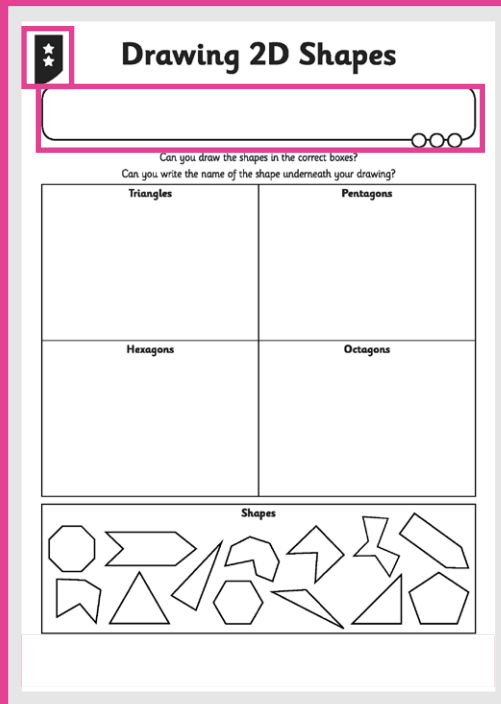 Drawing 2D Shapes
Can you draw the shapes in the correct boxes?
Can you write the name of the shape underneath your drawing?
Triangles
Pentagons
Hexagons
Octagons
Shapes